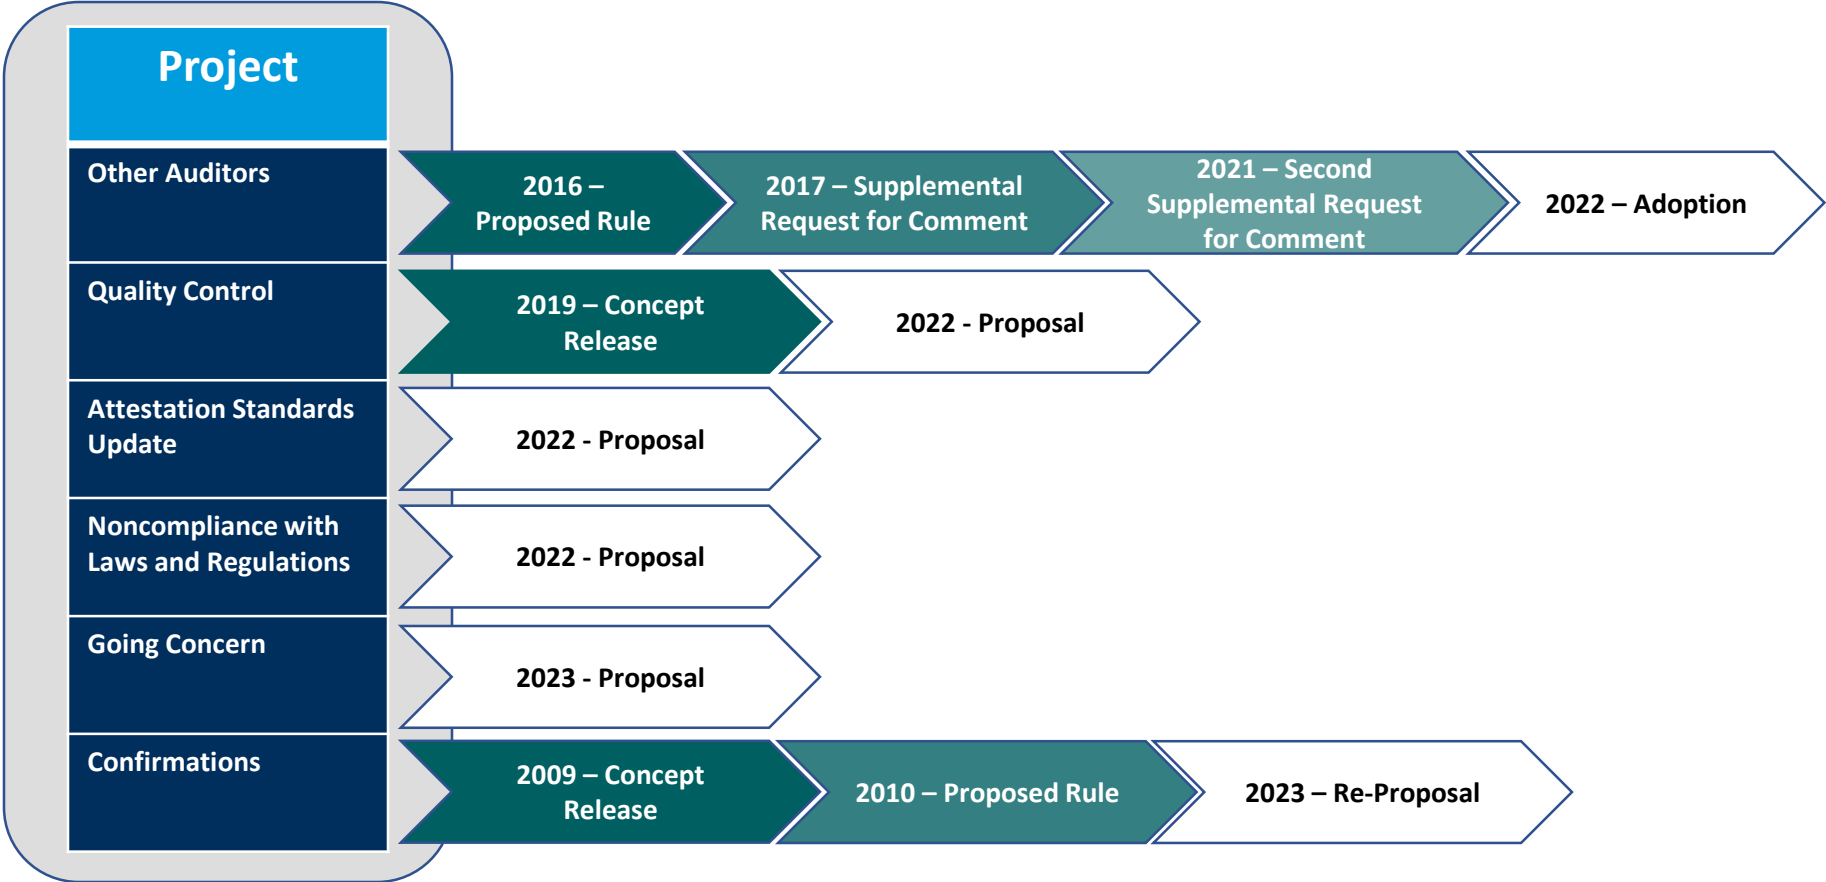 Project
Other Auditors
2016 –
Proposed Rule
2017 – Supplemental
Request for Comment
2021 – Second
Supplemental Request
for Comment
2022 – Adoption
Quality Control
2019 – Concept
Release
2022 - Proposal
Attestation Standards
Update
2022 - Proposal
Noncompliance with
Laws and Regulations
2022 - Proposal
Going Concern
2023 - Proposal
Confirmations
2009 – Concept
Release
2010 – Proposed Rule
2023 – Re-Proposal